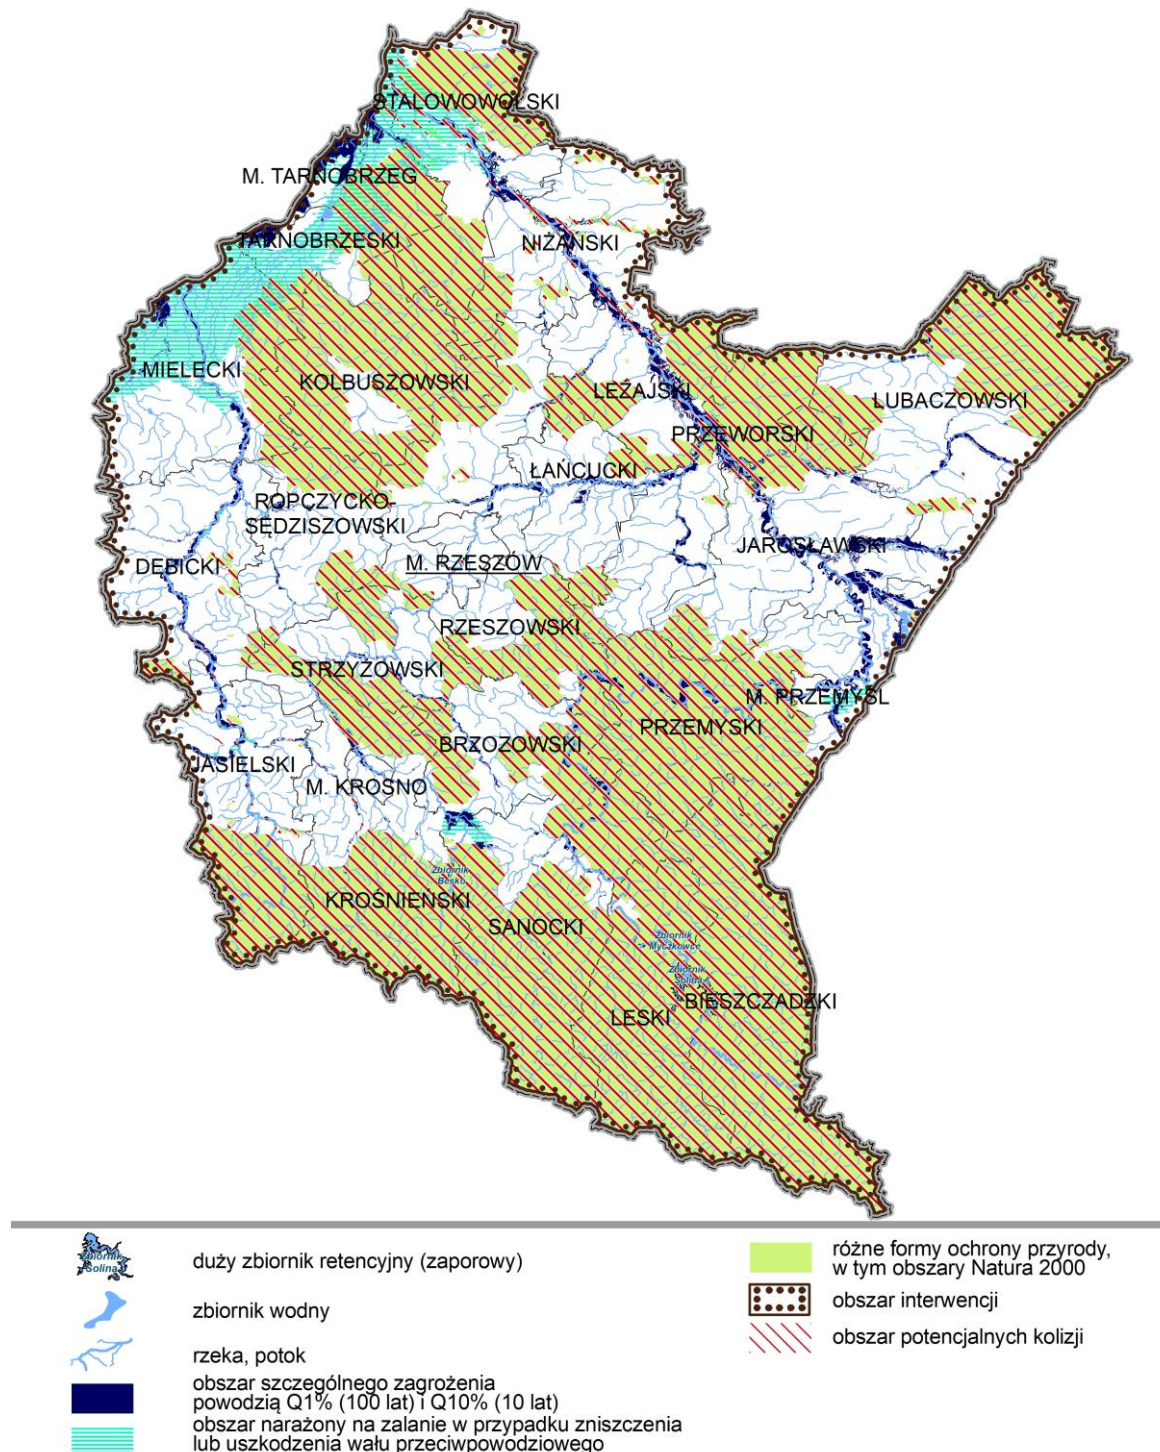 STALOWOWOLSKI
M. TARNOBRZEG
TARNOBRZESKI
NIŻAŃSKI
MIELECKI
KOLBUSZOWSKI
LEŻAJSKI
LUBACZOWSKI
PRZEWORSKI
ŁAŃCUCKI
ROPCZYCKO-
SĘDZISZOWSKI
JAROSŁAWSKI
DĘBICKI
M. RZESZÓW
RZESZOWSKI
STRZYŻOWSKI
M. PRZEMYŚL
PRZEMYSKI
BRZOZOWSKI
JASIELSKI
M. KROSNO
Zbiornik
Besko
KROŚNIEŃSKI
SANOCKI
Zbiornik
Myczkowce
Zbiornik
Solina
BIESZCZADZKI
LESKI
Zbiornik
Solina
duży zbiornik retencyjny (zaporowy)
zbiornik wodny
rzeka, potok
obszar szczególnego zagrożenia
powodzią Q1% (100 lat) i Q10% (10 lat)
obszar narażony na zalanie w przypadku zniszczenia
lub uszkodzenia wału przeciwpowodziowego
różne formy ochrony przyrody,
w tym obszary Natura 2000
obszar interwencji
obszar potencjalnych kolizji